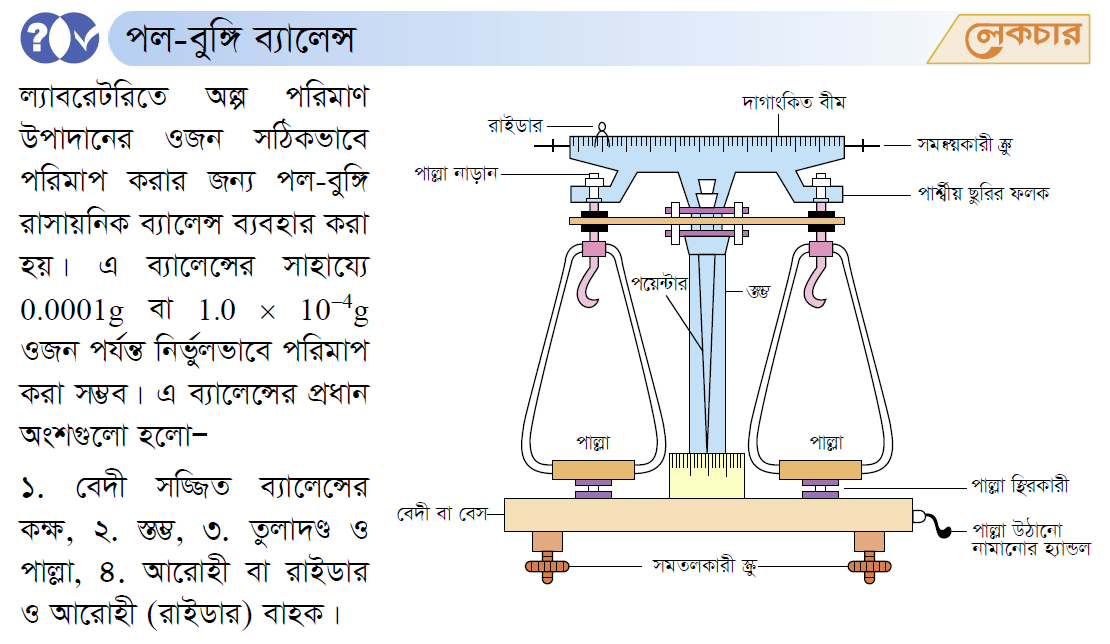 পল-বুঙ্গি ব্যালেন্স
লেকচার
ল্যাবরেটরিতে অল্প পরিমাণ
উপাদানের ওজন সঠিকভাবে
পরিমাপ করার জন্য পল-বুঙ্গি
রাসায়নিক ব্যালেন্স ব্যবহার করা
হয়। এ ব্যালেন্সের সাহায্যে
0.0001g বা 1.0 × 10⁻⁴g
ওজন পর্যন্ত নির্ভুলভাবে পরিমাপ
করা সম্ভব। এ ব্যালেন্সের প্রধান
অংশগুলো হলো–
১. বেদী সজ্জিত ব্যালেন্সের
কক্ষ, ২. স্তম্ভ, ৩. তুলাদণ্ড ও
পাল্লা, ৪. আরোহী বা রাইডার
ও আরোহী (রাইডার) বাহক।
দাগাংকিত বীম
রাইডার
সমন্বয়কারী স্ক্রু
পাল্লা নাড়ান
পার্শ্বীয় ছুরির ফলক
পয়েন্টার
স্তম্ভ
পাল্লা
পাল্লা
পাল্লা স্থিরকারী
বেদী বা বেস
পাল্লা উঠানো
নামানোর হ্যান্ডল
সমতলকারী স্ক্রু